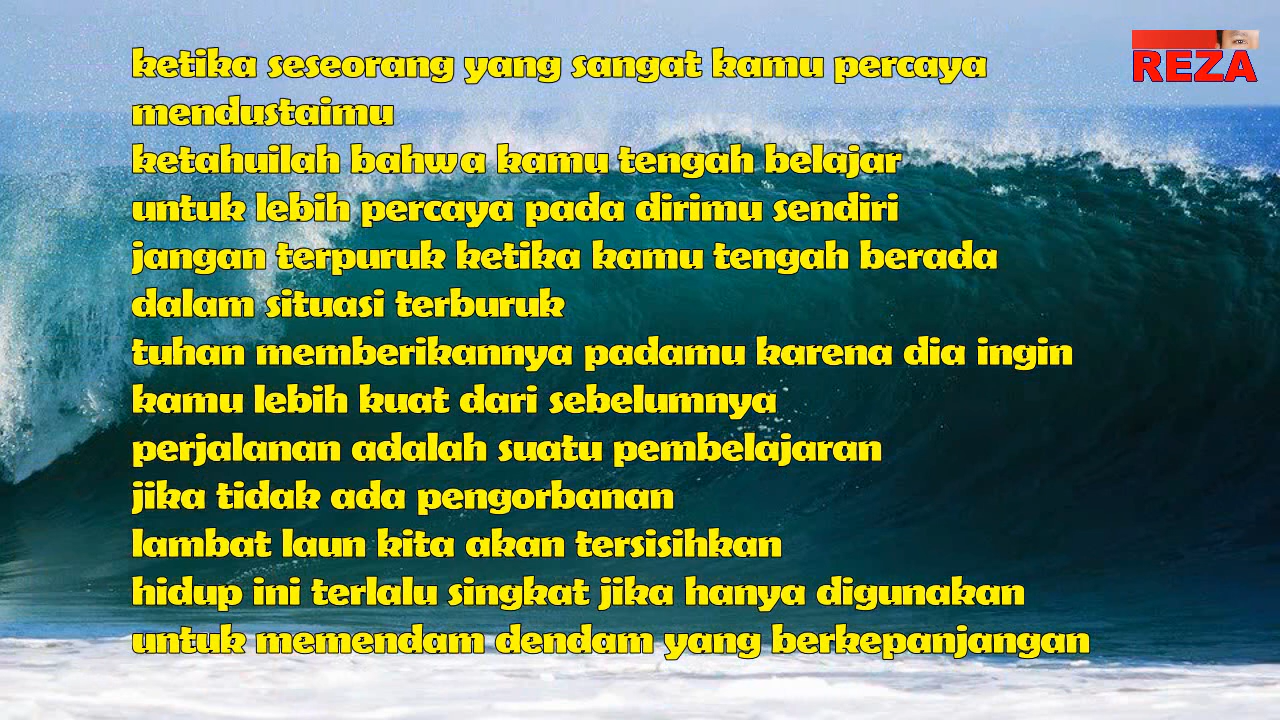 REZA
ketika seseorang yang sangat kamu percaya
mendustaimu
ketahuilah bahwa kamu tengah belajar
untuk lebih percaya pada dirimu sendiri
jangan terpuruk ketika kamu tengah berada
dalam situasi terburuk
tuhan memberikannya padamu karena dia ingin
kamu lebih kuat dari sebelumnya
perjalanan adalah suatu pembelajaran
jika tidak ada pengorbanan
lambat laun kita akan tersisihkan
hidup ini terlalu singkat jika hanya digunakan
untuk memendam dendam yang berkepanjangan